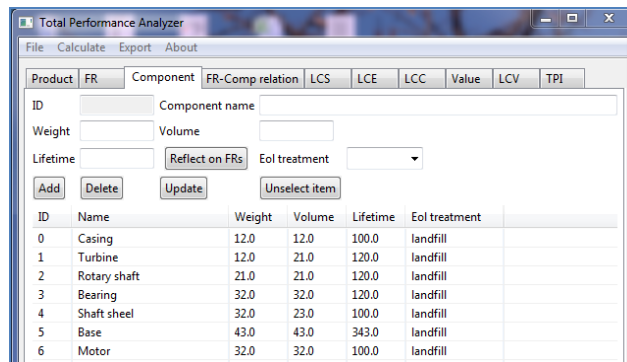 Total Performance Analyzer
File Calculate Export About
Product FR Component FR-Comp relation LCS LCE LCC Value LCV TPI
ID Component name
Weight Volume
Lifetime Reflect on FRs Eol treatment
Add Delete Update Unselect item
ID Name Weight Volume Lifetime Eol treatment
0 Casing 12.0 12.0 100.0 landfill
1 Turbine 12.0 21.0 120.0 landfill
2 Rotary shaft 21.0 21.0 120.0 landfill
3 Bearing 32.0 32.0 120.0 landfill
4 Shaft sheel 32.0 23.0 100.0 landfill
5 Base 43.0 43.0 343.0 landfill
6 Motor 32.0 32.0 100.0 landfill